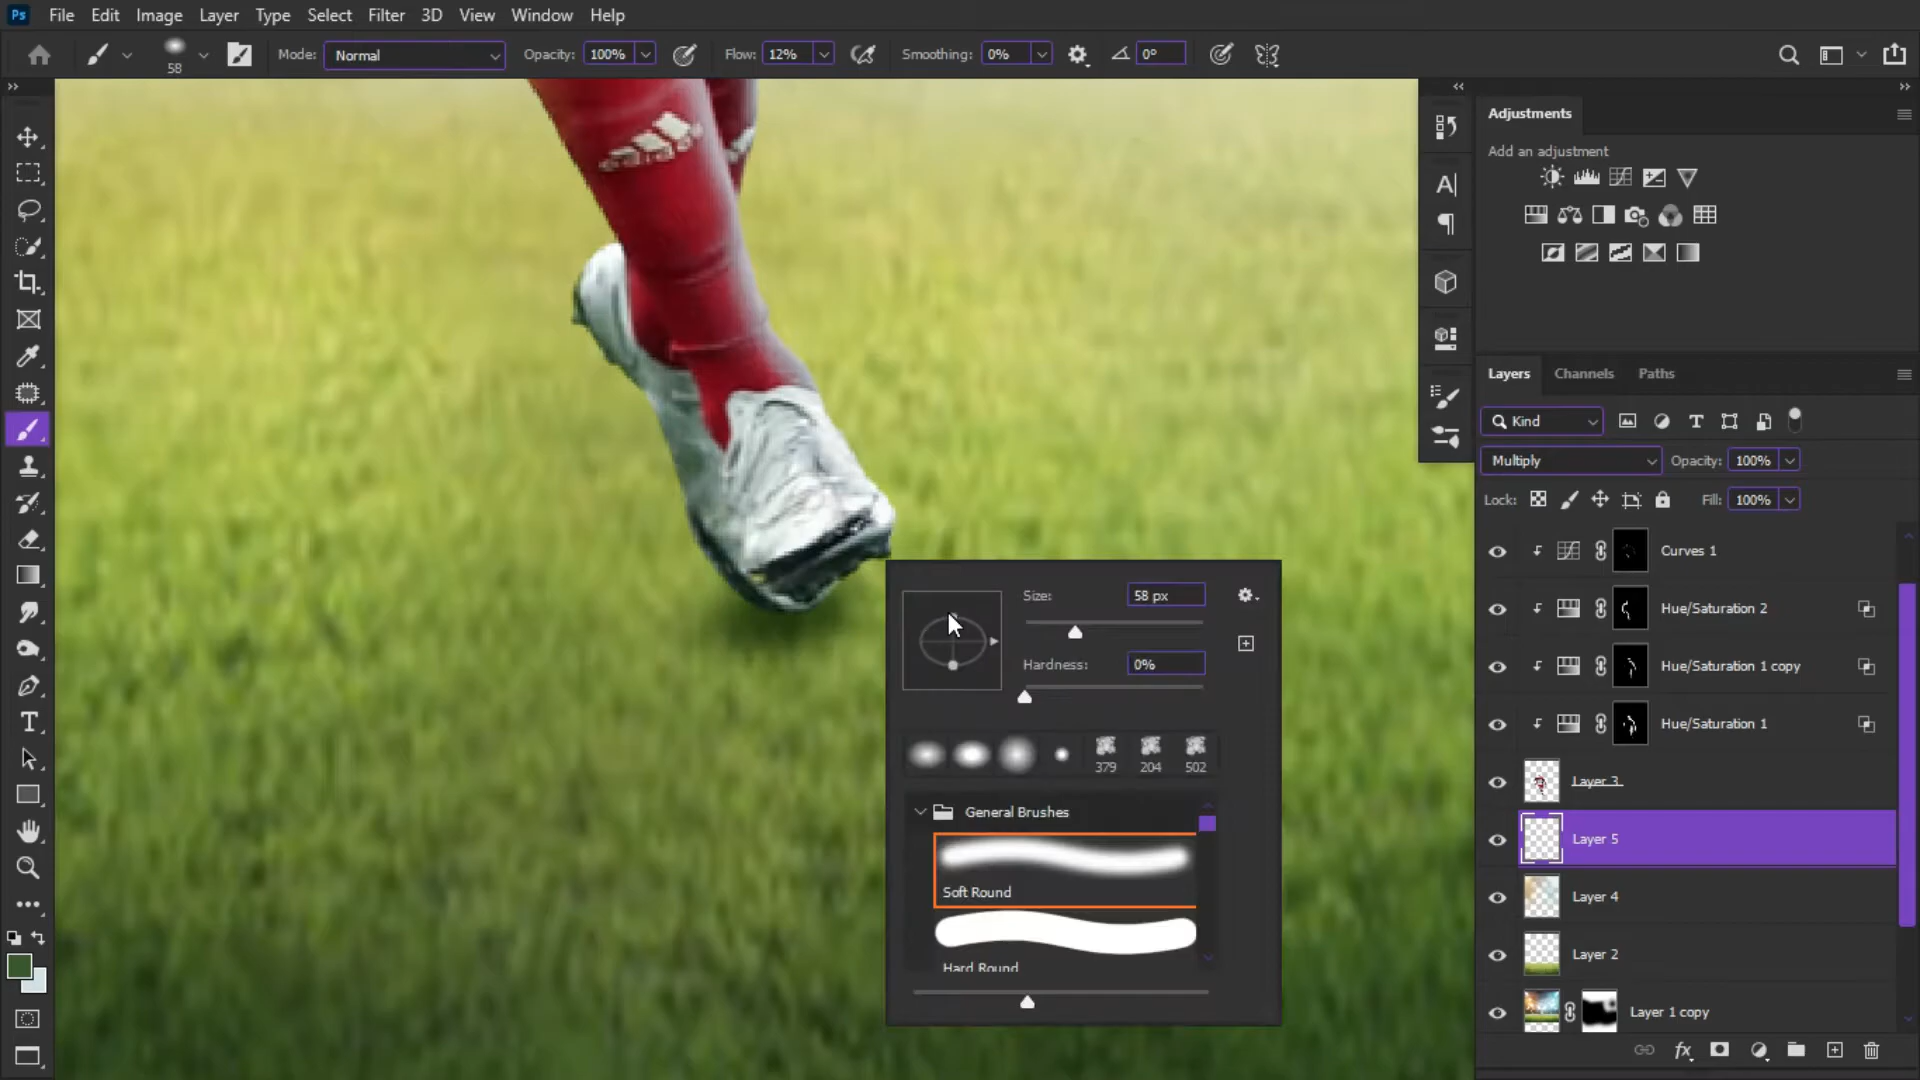 Ps File Edit Image Layer Type Select Filter 3D View Window Help
58 Mode: Normal Opacity: 100% Flow: 12% Smoothing: 0% 0°
Adjustments
Add an adjustment
adidas
Layers Channels Paths
Kind
Multiply Opacity: 100%
Lock: Fill: 100%
Curves 1
Hue/Saturation 2
Hue/Saturation 1 copy
Hue/Saturation 1
Layer 3
Layer 5
Layer 4
Layer 2
Layer 1 copy
Size: 58 px
Hardness: 0%
379 204 502
General Brushes
Soft Round
Hard Round